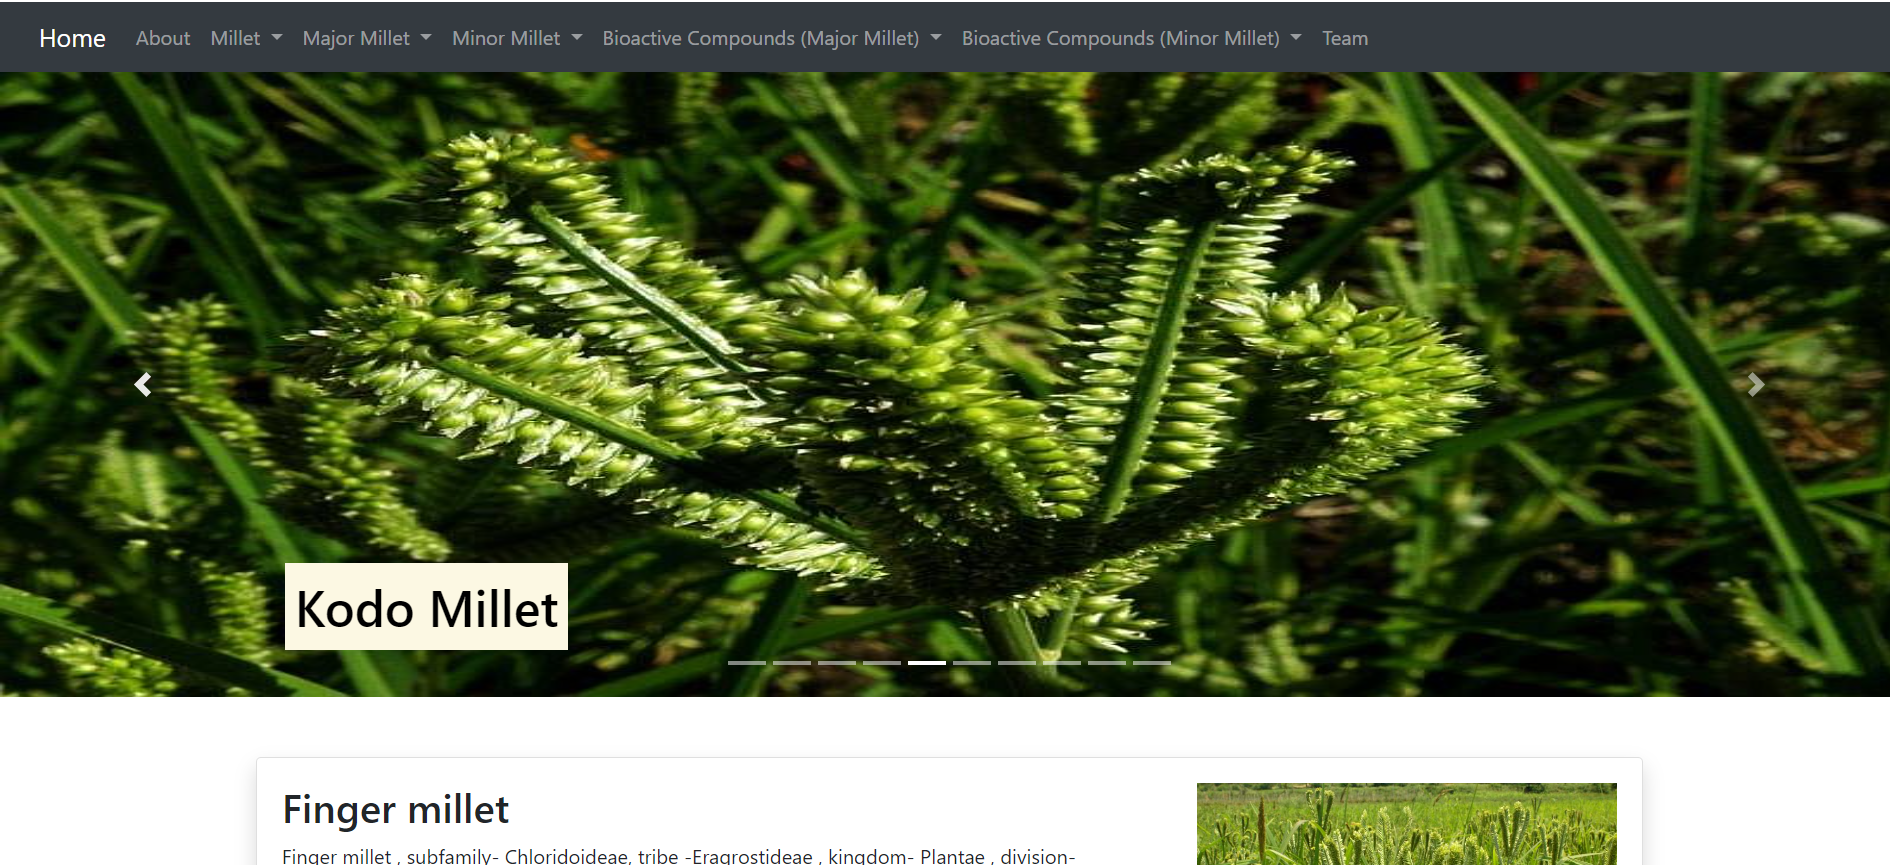 Home About Millet Major Millet Minor Millet Bioactive Compounds (Major Millet) Bioactive Compounds (Minor Millet) Team
Kodo Millet
Finger millet
Finger millet , subfamily- Chloridoideae, tribe -Eragrostideae , kingdom- Plantae , division-